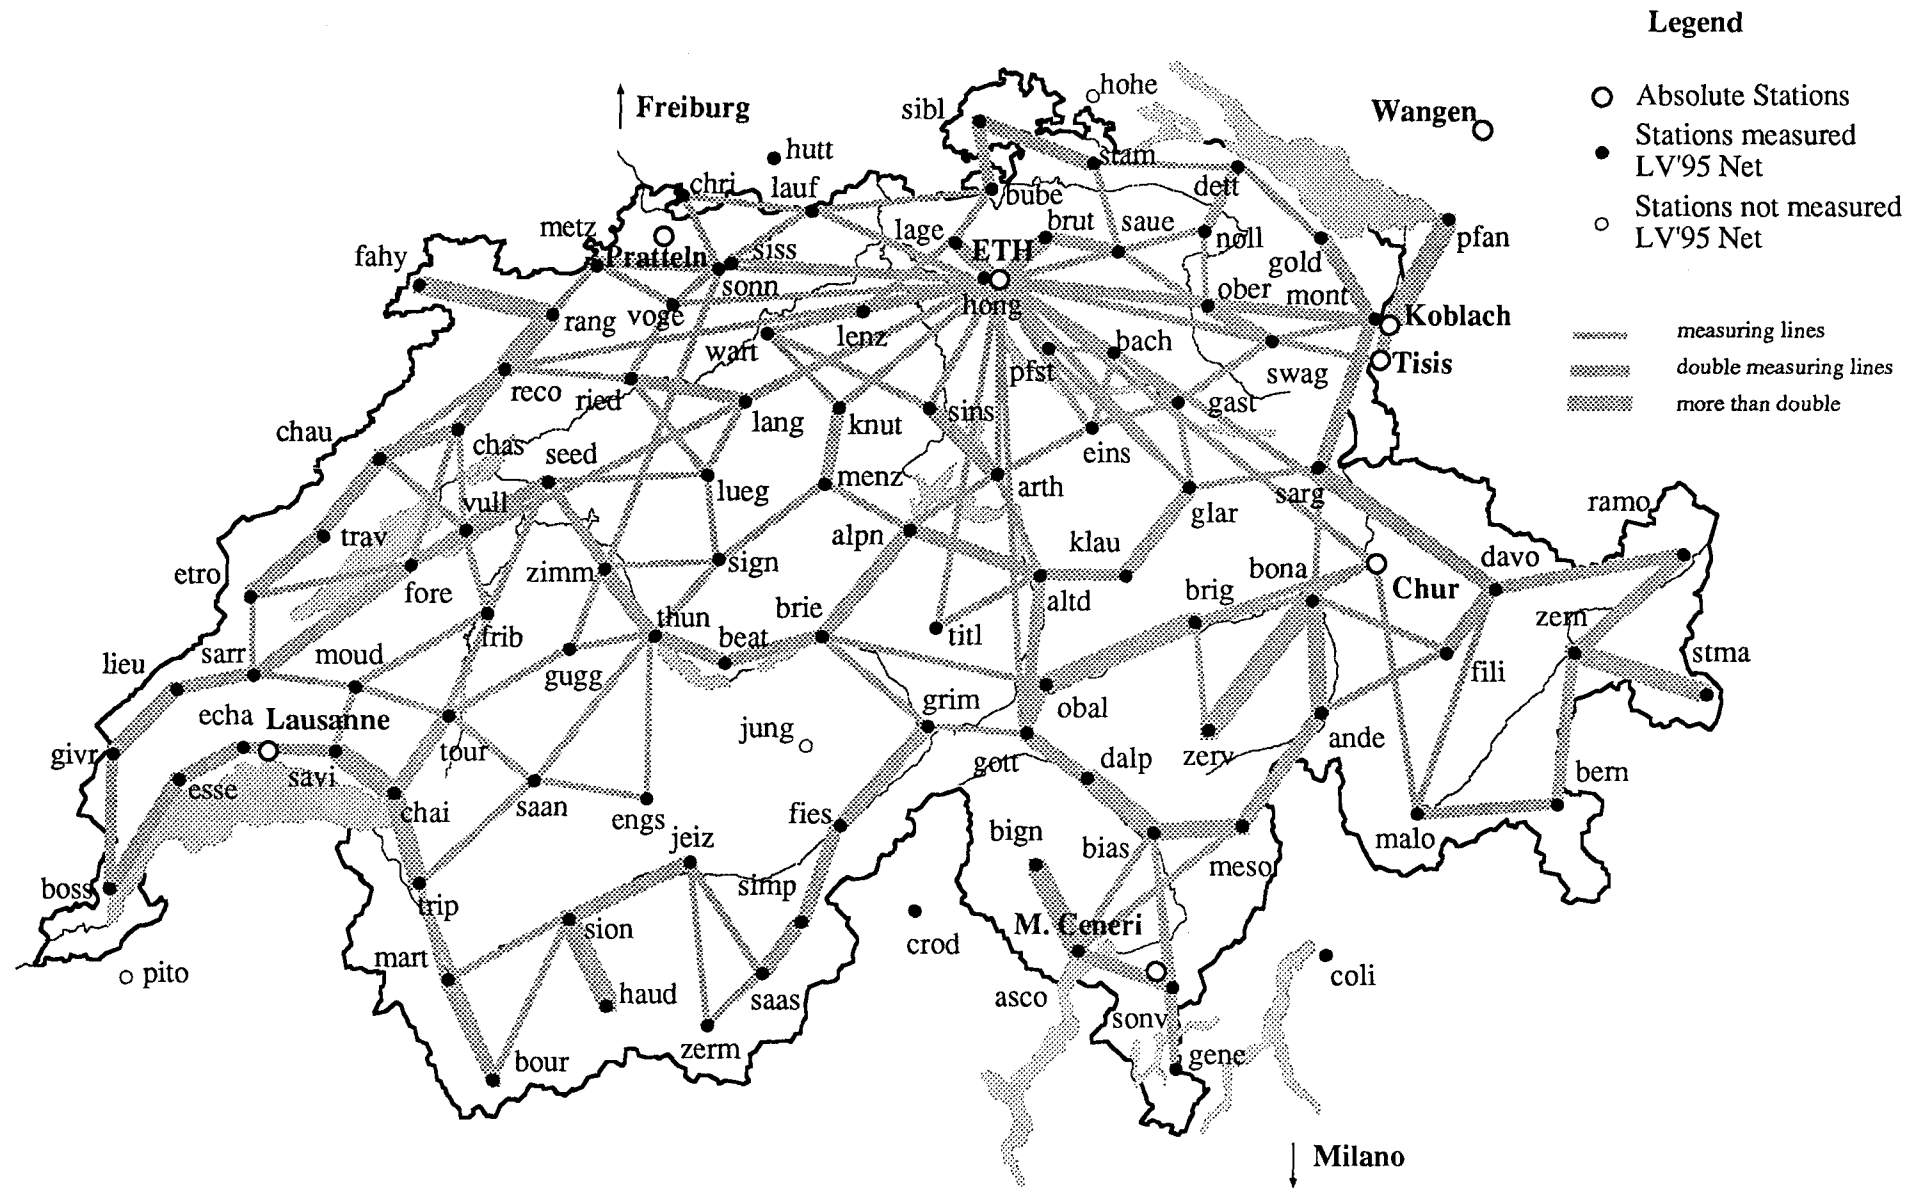 Legend
Absolute Stations
Stations measured
LV'95 Net
Stations not measured
LV'95 Net
measuring lines
double measuring lines
more than double
Freiburg
hohe
sibl
Wangen
hutt
stam
chri
lauf
dett
bube
metz
lage
brut
saue
noll
pfan
fahy
Pratteln
siss
ETH
gold
sonn
hong
ober
mont
rang
voge
lenz
Koblach
wart
bach
pfst
swag
Tisis
reco
ried
lang
knut
sins
gast
chau
chas
seed
eins
lueg
menz
arth
sarg
vull
glar
ramo
trav
alpn
klau
etro
zimm
sign
bona
davo
fore
brig
Chur
altd
frib
thun
brie
zern
beat
titl
lieu
sarr
moud
stma
gugg
fili
echa
Lausanne
grim
obal
jung
givr
tour
gott
dalp
zerv
ande
esse
savi
bern
chai
saan
engs
fies
bign
jeiz
bias
malo
meso
boss
simp
trip
sion
M. Ceneri
crod
mart
pito
haud
saas
asco
coli
sonv
bour
zerm
gene
Milano